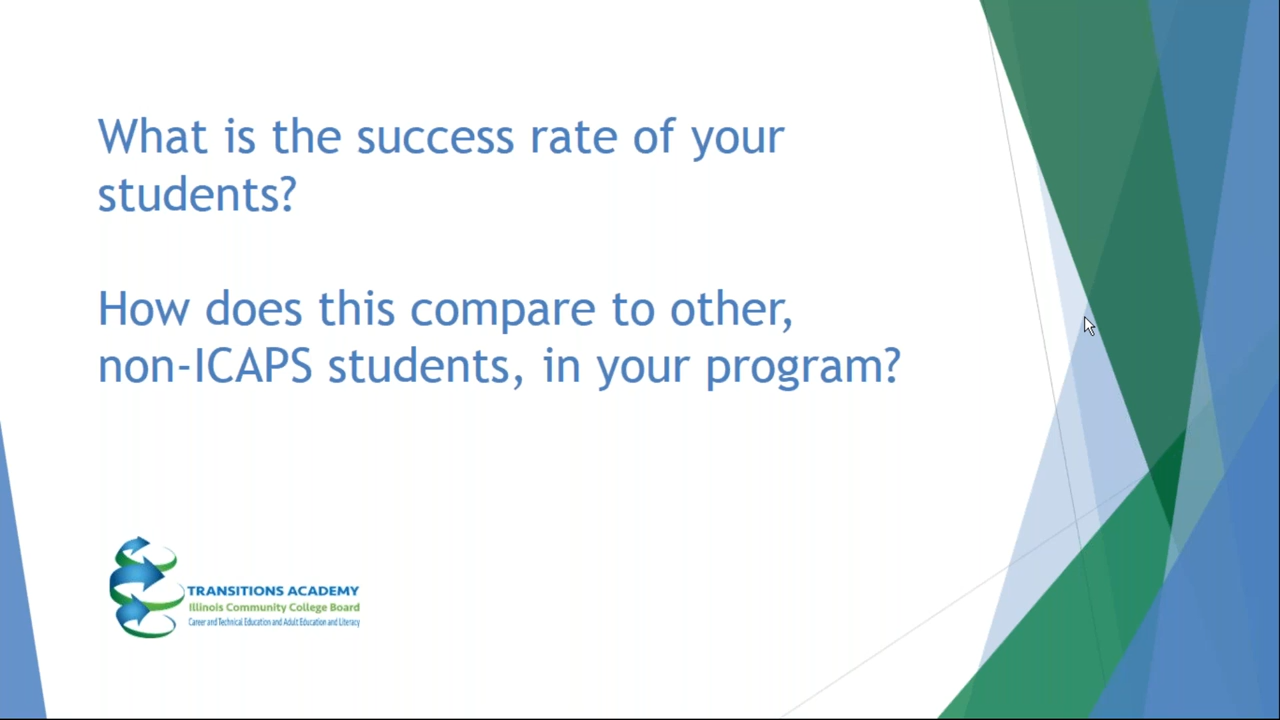 What is the success rate of your
students?
How does this compare to other,
non-ICAPS students, in your program?
TRANSITIONS ACADEMY
Illinois Community College Board
Career and Technical Education and Adult Education and Literacy